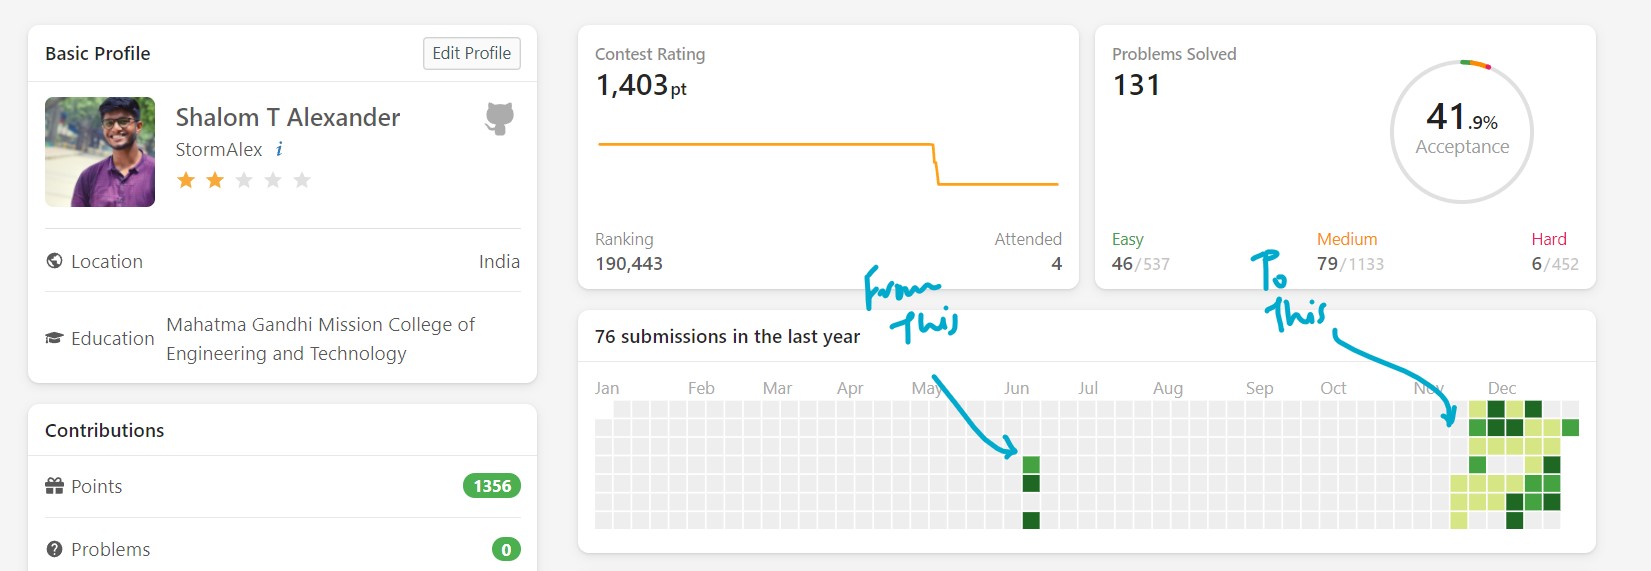 Basic Profile
Edit Profile
Shalom T Alexander
StormAlex i
Location
India
Education
Mahatma Gandhi Mission College of
Engineering and Technology
Contributions
Points
1356
Problems
0
Contest Rating
1,403 pt
Ranking
190,443
Attended
4
Problems Solved
131
41.9%
Acceptance
Easy
46/537
Medium
79/1133
Hard
6/452
From
This
To
This
76 submissions in the last year
Jan Feb Mar Apr May Jun Jul Aug Sep Oct Nov Dec